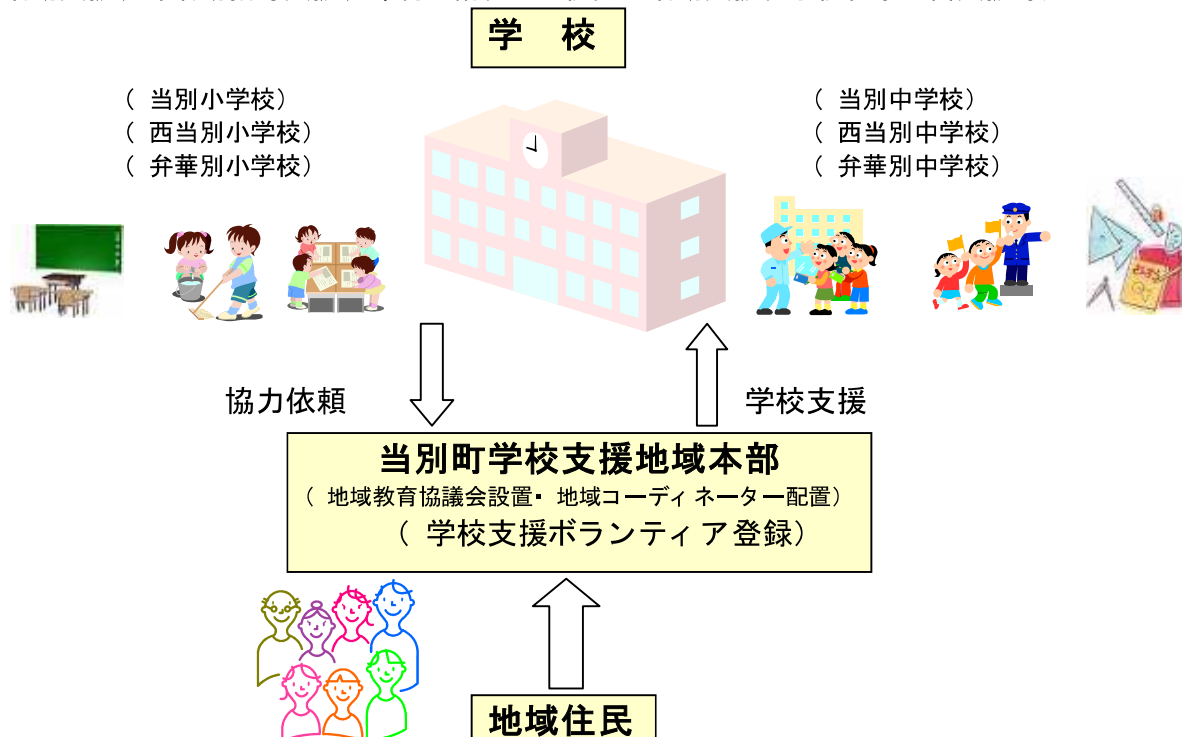 学　校
（ 当別小学校）
（ 西当別小学校）
（ 弁華別小学校）
（ 当別中学校）
（ 西当別中学校）
（ 弁華別中学校）
協力依頼
学校支援
当別町学校支援地域本部
（ 地域教育協議会設置・ 地域コーディネーター配置）
（ 学校支援ボランティア登録）
地域住民